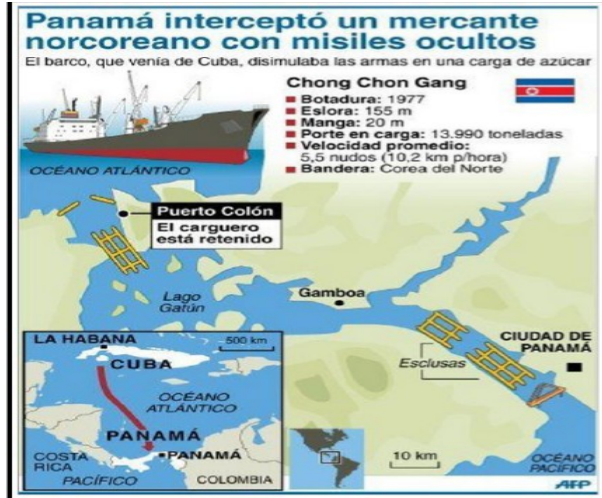 Panamá interceptó un mercante
norcoreano con misiles ocultos
El barco, que venía de Cuba, disimulaba las armas en una carga de azúcar
Chong Chon Gang
Botadura: 1977
Eslora: 155 m
Manga: 20 m
Porte en carga: 13.990 toneladas
Velocidad promedio:
5,5 nudos (10,2 km p/hora)
Bandera: Corea del Norte
OCÉANO ATLÁNTICO
Puerto Colón
El carguero
está retenido
Lago
Gatún
Gamboa
Esclusas
CIUDAD DE
PANAMÁ
LA HABANA
500 km
CUBA
OCÉANO
ATLÁNTICO
PANAMÁ
COSTA
RICA
PANAMÁ
PACÍFICO
COLOMBIA
10 km
OCÉANO
PACÍFICO
AFP